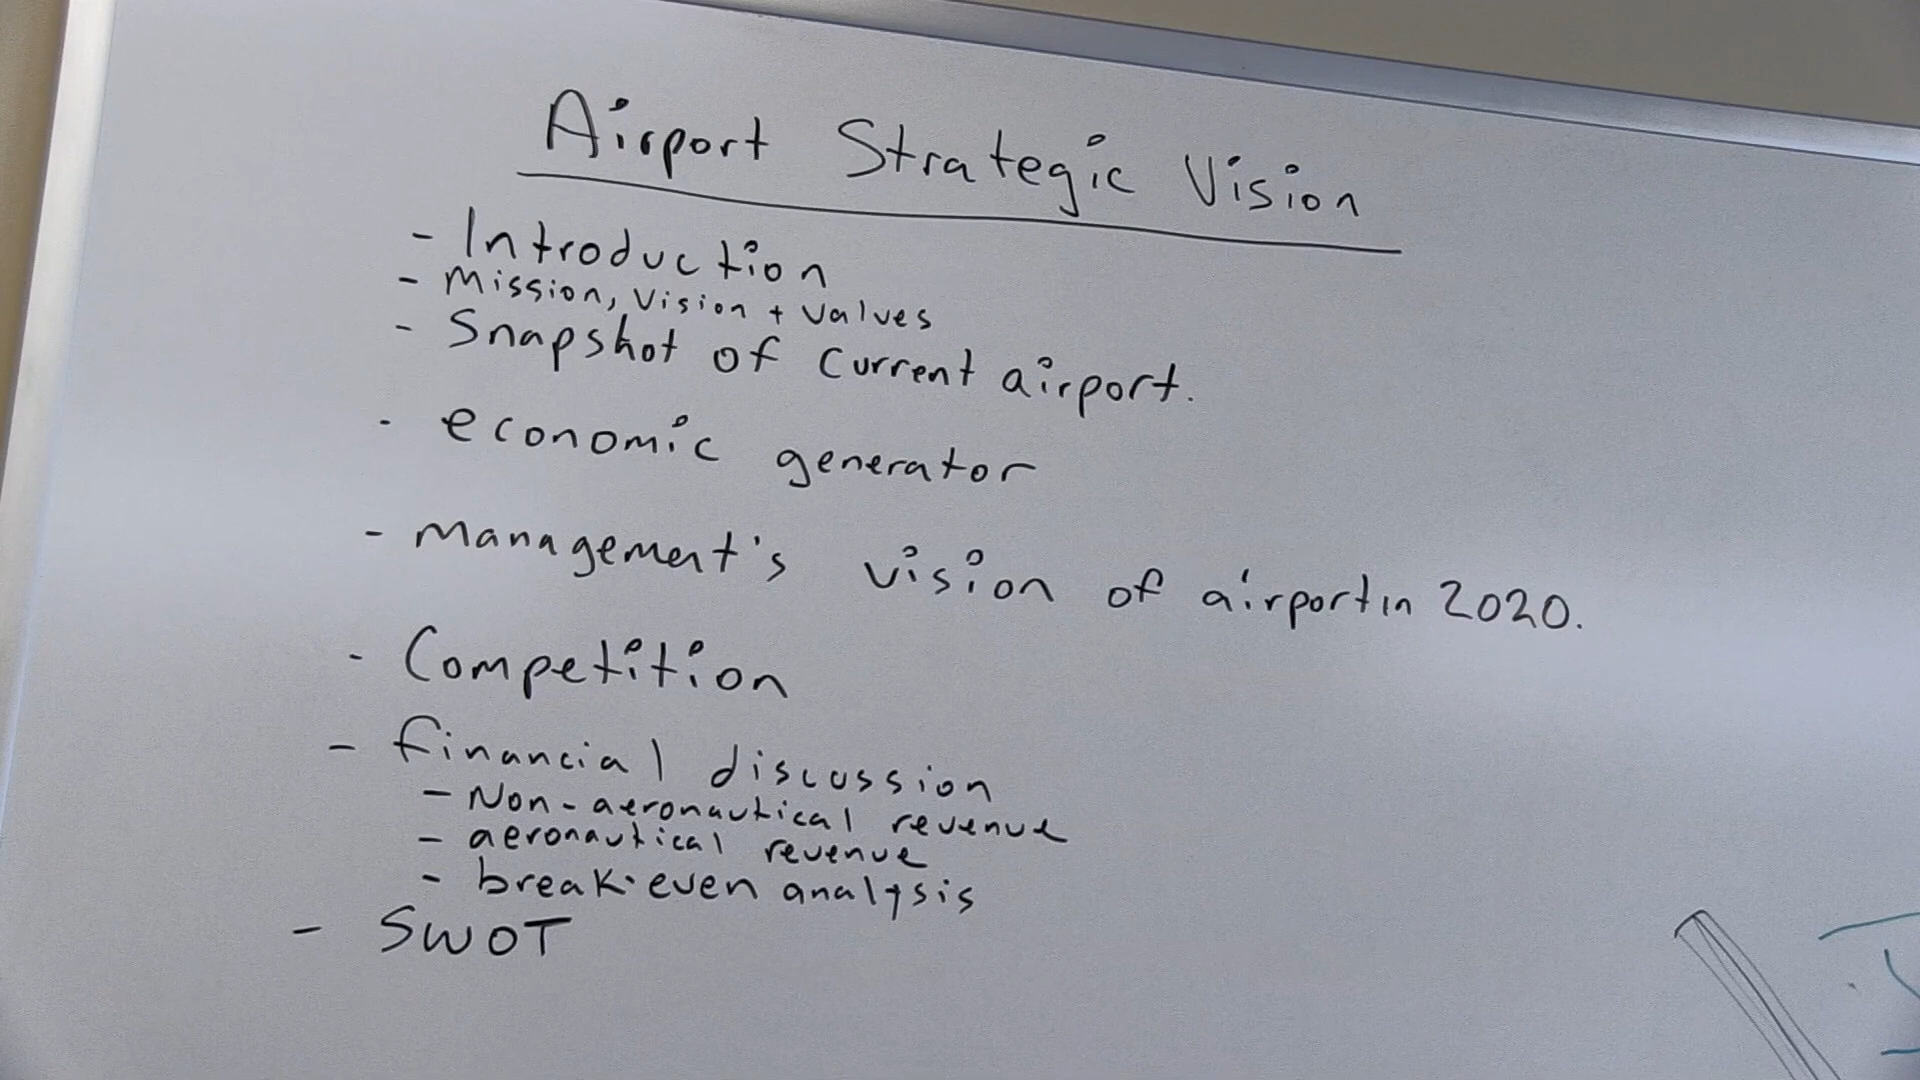 Airport Strategic Vision
- Introduction
- Mission, Vision + Values
- Snapshot of Current airport.
- economic generator
- Management's vision of airport in 2020.
- Competition
- financial discussion
- Non-aeronautical revenue
- aeronautical revenue
- break-even analysis
- SWOT